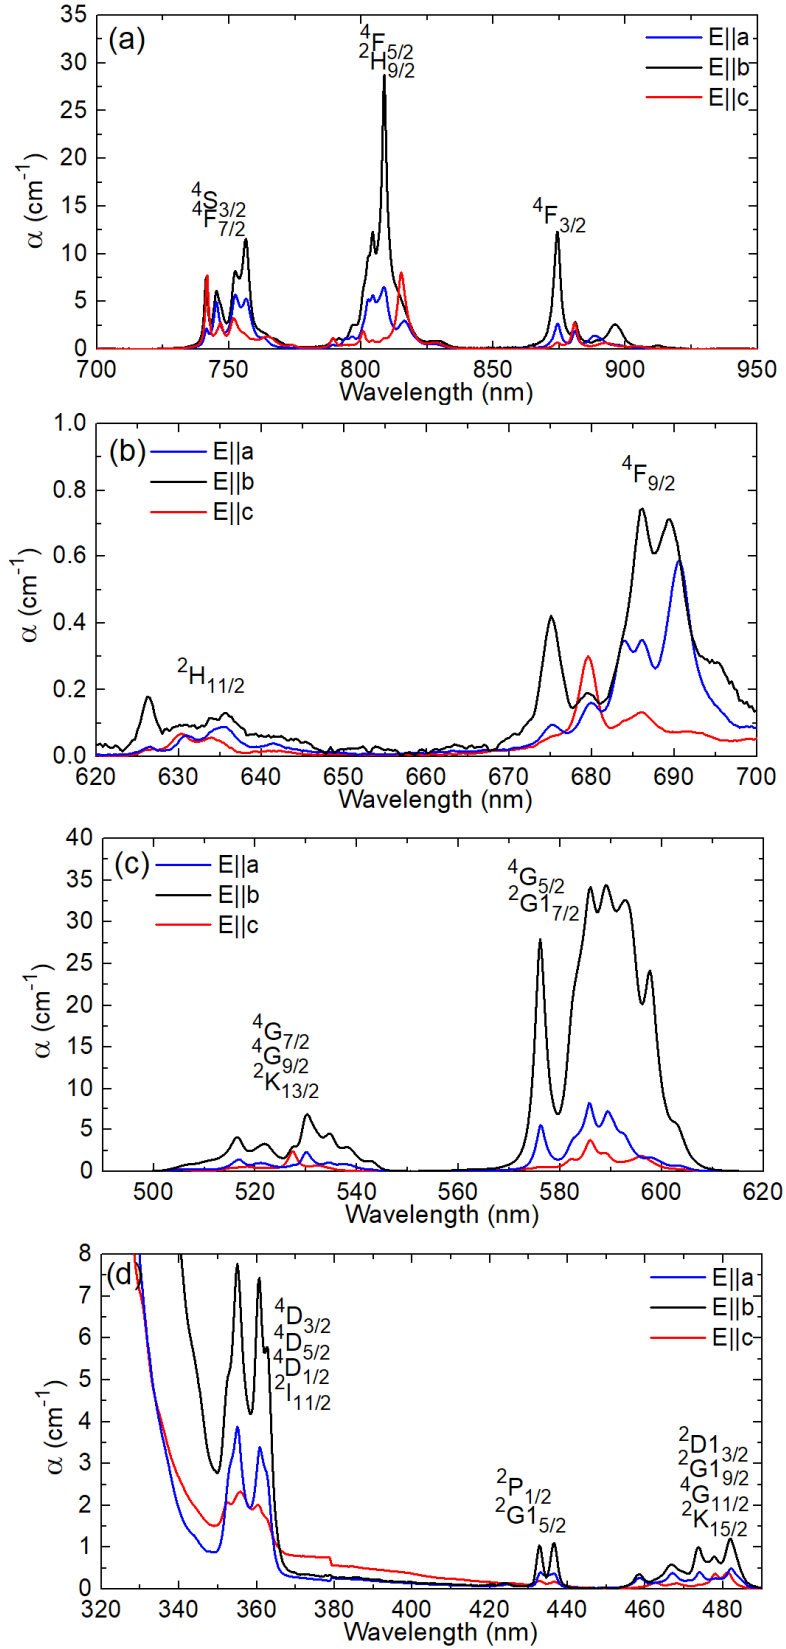 (a)
⁴F₅/₂
²H₉/₂
E||a
E||b
E||c
⁴S₃/₂
⁴F₇/₂
⁴F₃/₂
35
30
25
20
15
10
5
0
α (cm⁻¹)
700 750 800 850 900 950
Wavelength (nm)
(b)
E||a
E||b
E||c
⁴F₉/₂
²H₁₁/₂
1.0
0.8
0.6
0.4
0.2
0.0
α (cm⁻¹)
620 630 640 650 660 670 680 690 700
Wavelength (nm)
(c)
E||a
E||b
E||c
⁴G₅/₂
²G1₇/₂
⁴G₇/₂
⁴G₉/₂
²K₁₃/₂
40
35
30
25
20
15
10
5
0
α (cm⁻¹)
500 520 540 560 580 600 620
Wavelength (nm)
(d)
E||a
E||b
E||c
⁴D₃/₂
⁴D₅/₂
⁴D₁/₂
²I₁₁/₂
²P₁/₂
²G1₅/₂
²D1₃/₂
²G1₉/₂
⁴G₁₁/₂
²K₁₅/₂
8
7
6
5
4
3
2
1
0
α (cm⁻¹)
320 340 360 380 400 420 440 460 480
Wavelength (nm)